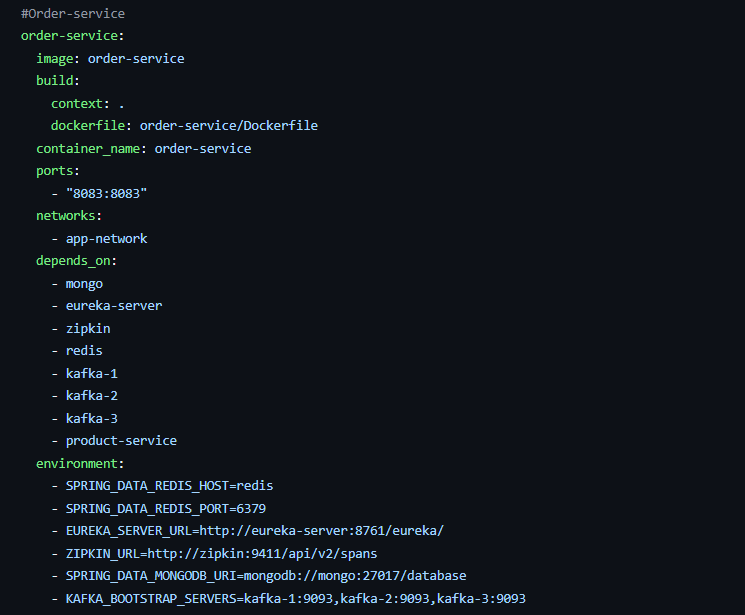 #Order-service
order-service:
  image: order-service
  build:
    context: .
    dockerfile: order-service/Dockerfile
  container_name: order-service
  ports:
    - "8083:8083"
  networks:
    - app-network
  depends_on:
    - mongo
    - eureka-server
    - zipkin
    - redis
    - kafka-1
    - kafka-2
    - kafka-3
    - product-service
  environment:
    - SPRING_DATA_REDIS_HOST=redis
    - SPRING_DATA_REDIS_PORT=6379
    - EUREKA_SERVER_URL=http://eureka-server:8761/eureka/
    - ZIPKIN_URL=http://zipkin:9411/api/v2/spans
    - SPRING_DATA_MONGODB_URI=mongodb://mongo:27017/database
    - KAFKA_BOOTSTRAP_SERVERS=kafka-1:9093,kafka-2:9093,kafka-3:9093